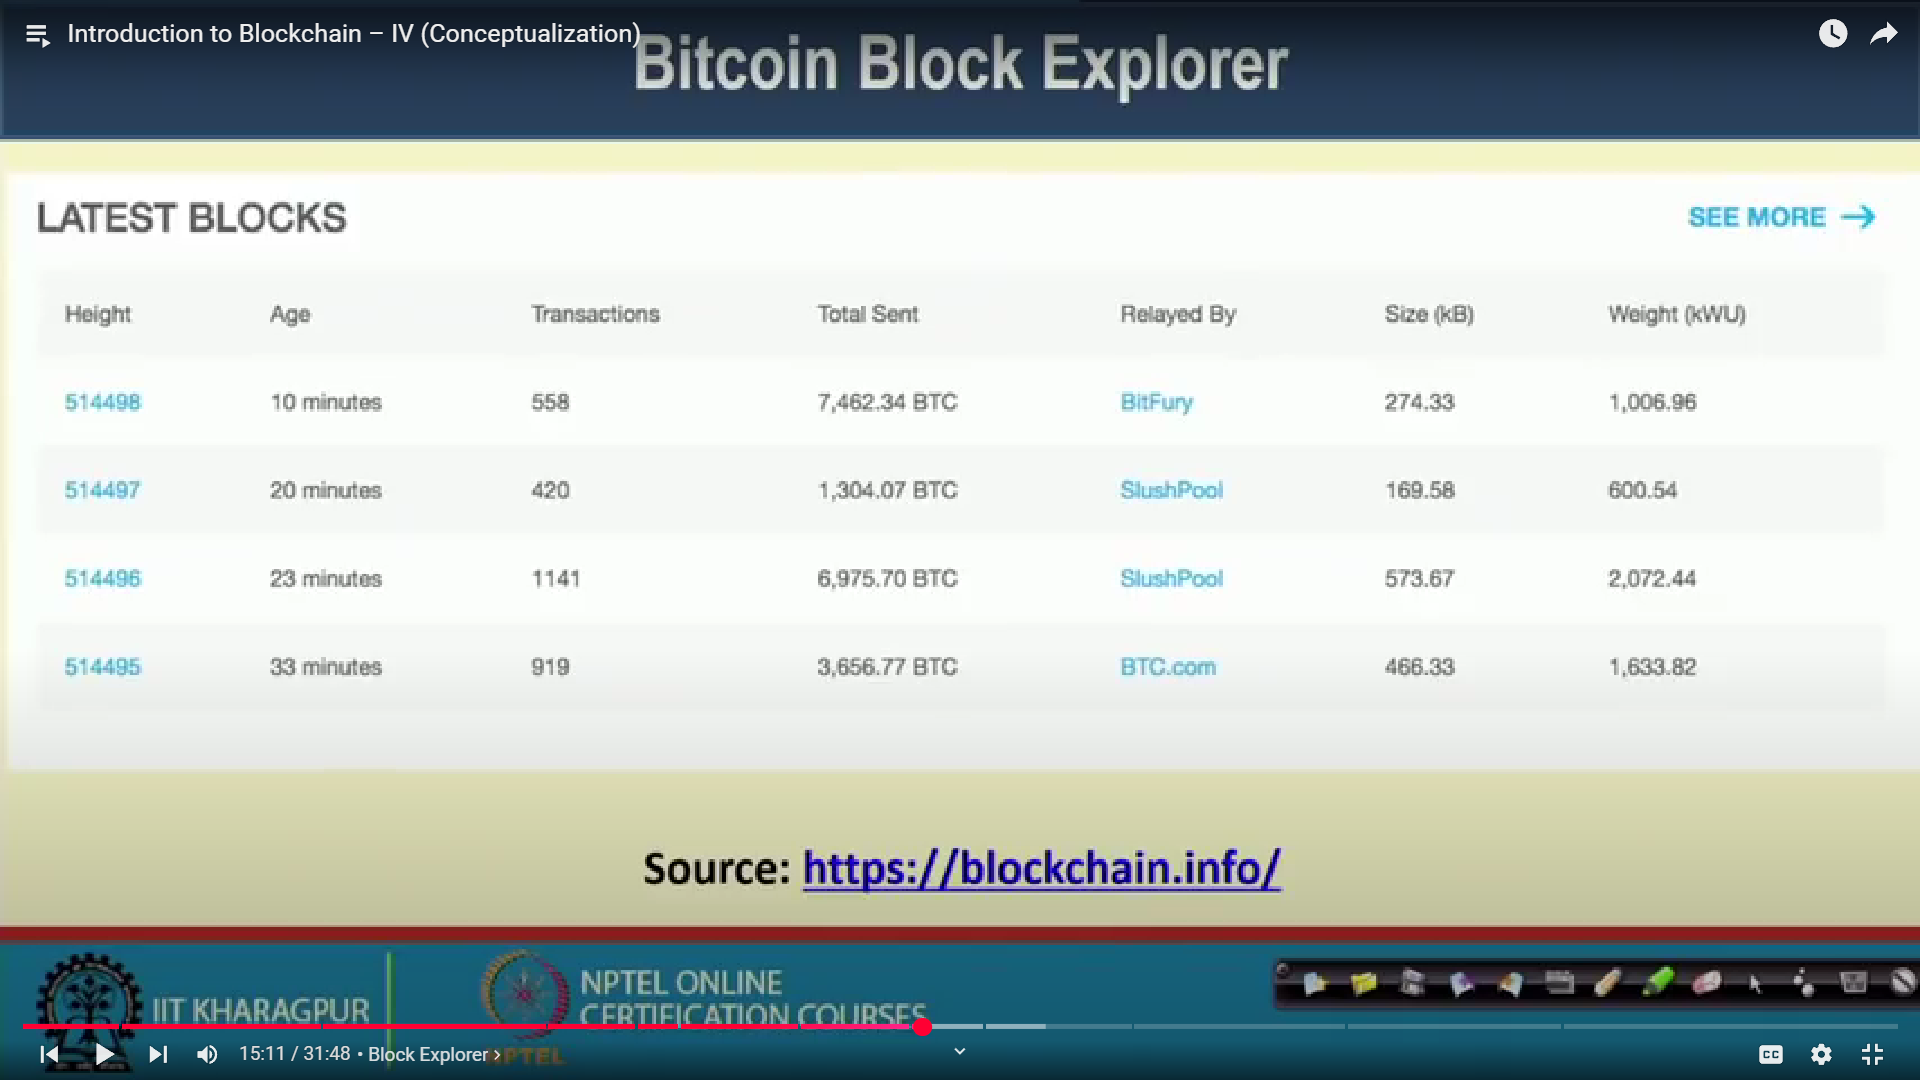 Introduction to Blockchain – IV (Conceptualization)
Bitcoin Block Explorer
LATEST BLOCKS
SEE MORE →
Height Age Transactions Total Sent Relayed By Size (kB) Weight (kWU)
514498 10 minutes 558 7,462.34 BTC BitFury 274.33 1,006.96
514497 20 minutes 420 1,304.07 BTC SlushPool 169.58 600.54
514496 23 minutes 1141 6,975.70 BTC SlushPool 573.67 2,072.44
514495 33 minutes 919 3,656.77 BTC BTC.com 466.33 1,633.82
Source: https://blockchain.info/
IIT KHARAGPUR
NPTEL ONLINE
CERTIFICATION COURSES
NPTEL
15:11 / 31:48 • Block Explorer ›
CC